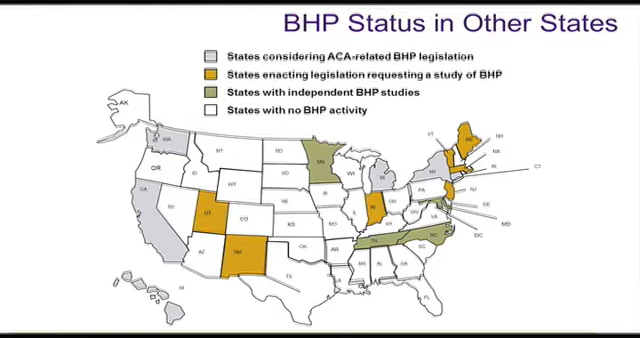 BHP Status in Other States
States considering ACA-related BHP legislation
States enacting legislation requesting a study of BHP
States with independent BHP studies
States with no BHP activity
AK
WA
OR
CA
ID
NV
MT
WY
UT
AZ
CO
NM
ND
SD
NE
KS
OK
TX
MN
IA
AR
LA
WI
IL
MI
IN
OH
KY
TN
MS
AL
GA
FL
SC
NC
VA
WV
PA
NY
VT
ME
NH
MA
RI
CT
NJ
DE
MD
DC
HI